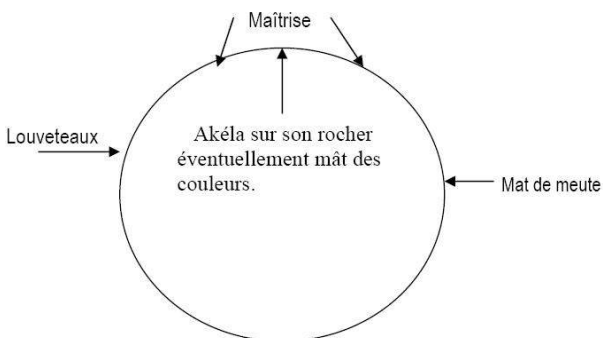 Maîtrise
Akéla sur son rocher
éventuellement mât des
couleurs.
Louveteaux
Mat de meute